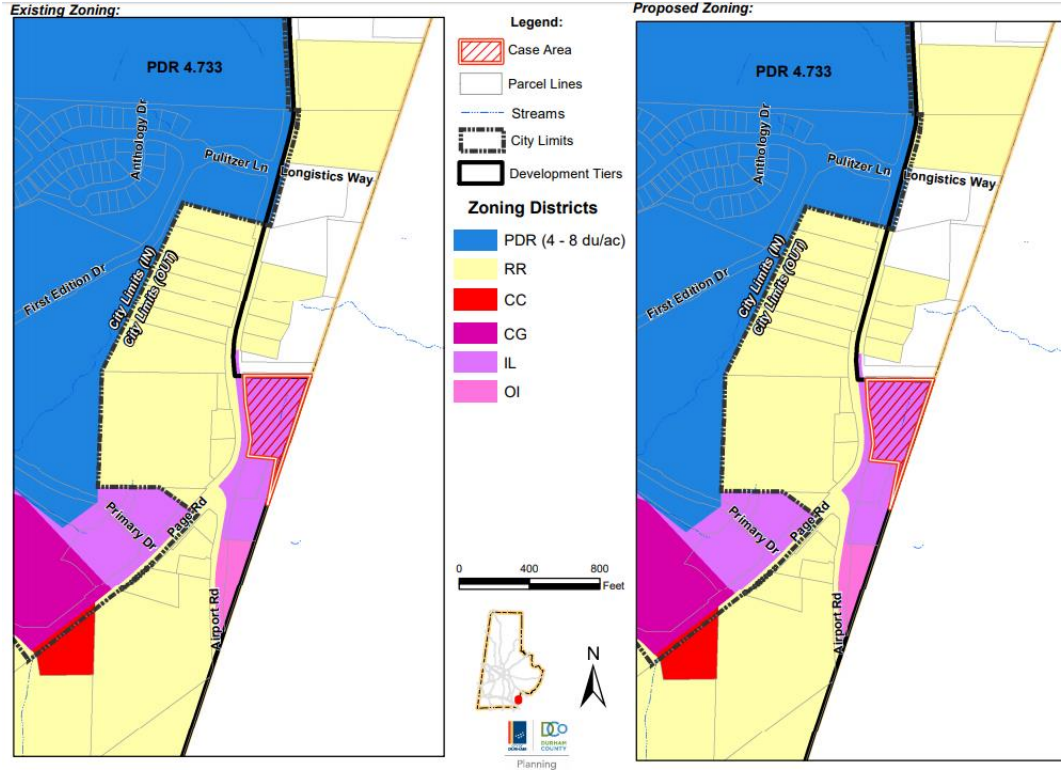 Existing Zoning:
PDR 4.733
Anthology Dr
Pulitzer Ln
Longistics Way
First Edition Dr
City Limits (IN)
City Limits (OUT)
Primary Dr
Page Rd
Airport Rd
Legend:
Case Area
Parcel Lines
Streams
City Limits
Development Tiers
Zoning Districts
PDR (4 - 8 du/ac)
RR
CC
CG
IL
OI
0 400 800
Feet
N
DURHAM
DCo
DURHAM
COUNTY
Planning
Proposed Zoning:
PDR 4.733
Anthology Dr
Pulitzer Ln
Longistics Way
First Edition Dr
City Limits (IN)
City Limits (OUT)
Primary Dr
Page Rd
Airport Rd